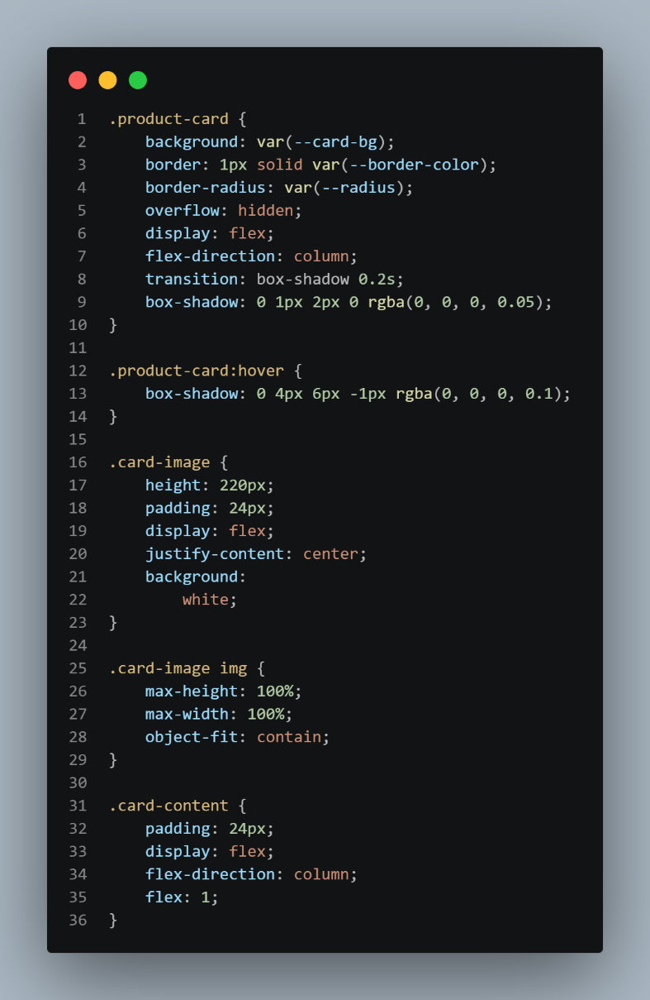 1 .product-card {
2     background: var(--card-bg);
3     border: 1px solid var(--border-color);
4     border-radius: var(--radius);
5     overflow: hidden;
6     display: flex;
7     flex-direction: column;
8     transition: box-shadow 0.2s;
9     box-shadow: 0 1px 2px 0 rgba(0, 0, 0, 0.05);
10 }
11
12 .product-card:hover {
13     box-shadow: 0 4px 6px -1px rgba(0, 0, 0, 0.1);
14 }
15
16 .card-image {
17     height: 220px;
18     padding: 24px;
19     display: flex;
20     justify-content: center;
21     background:
22         white;
23 }
24
25 .card-image img {
26     max-height: 100%;
27     max-width: 100%;
28     object-fit: contain;
29 }
30
31 .card-content {
32     padding: 24px;
33     display: flex;
34     flex-direction: column;
35     flex: 1;
36 }